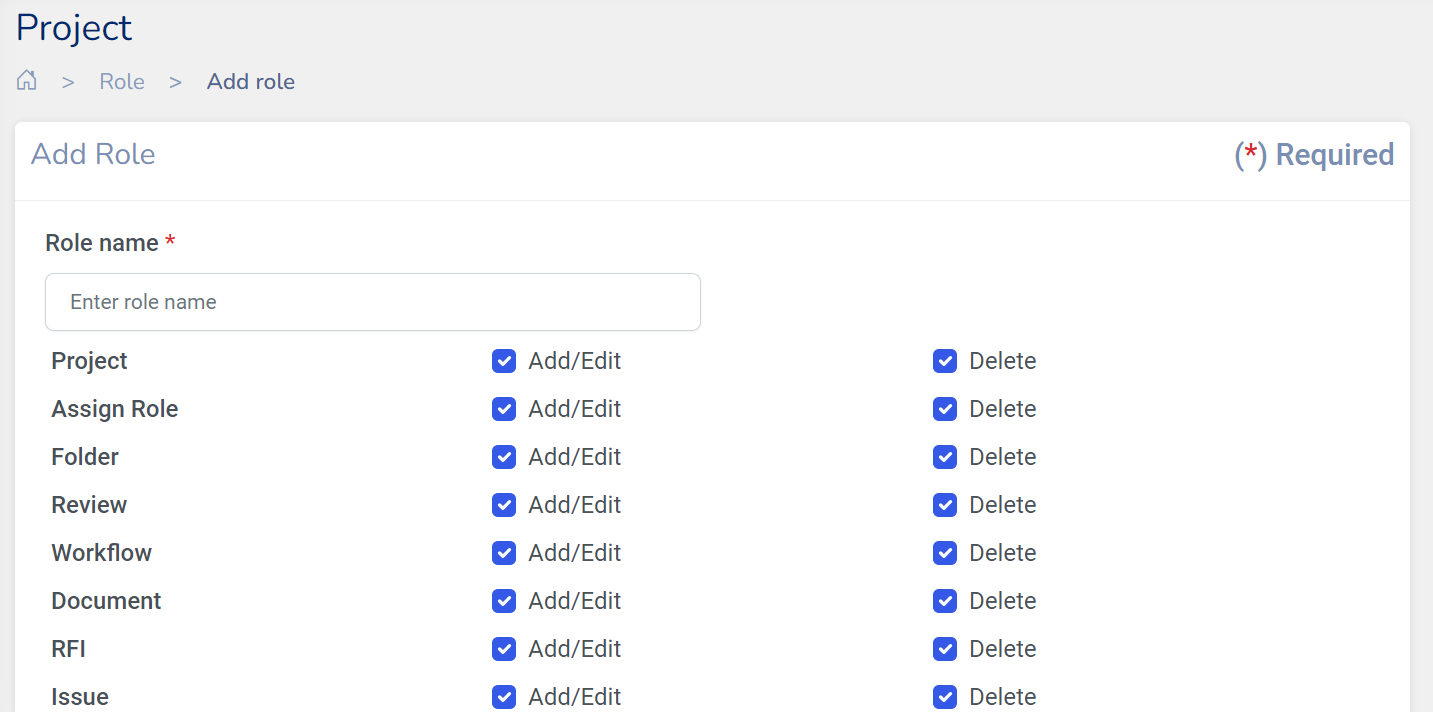 Project
> Role > Add role
Add Role (*) Required
Role name *
Enter role name
Project Add/Edit Delete
Assign Role Add/Edit Delete
Folder Add/Edit Delete
Review Add/Edit Delete
Workflow Add/Edit Delete
Document Add/Edit Delete
RFI Add/Edit Delete
Issue Add/Edit Delete